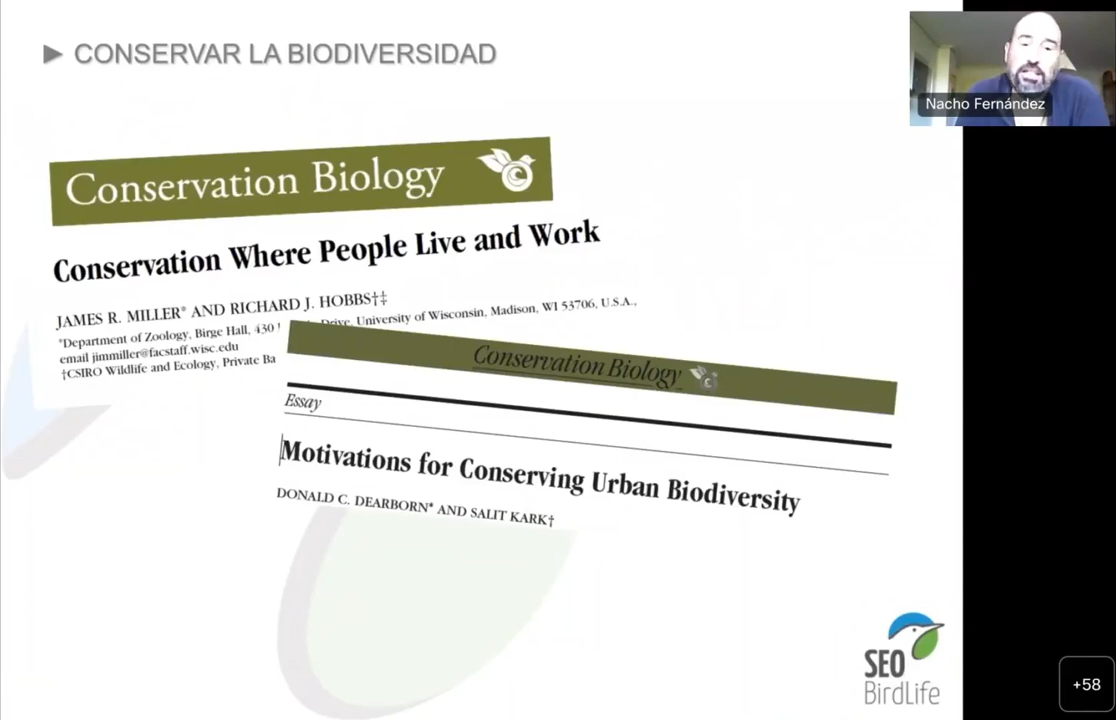 ► CONSERVAR LA BIODIVERSIDAD
Nacho Fernández
Conservation Biology
Conservation Where People Live and Work
JAMES R. MILLER* AND RICHARD J. HOBBS†‡
*Department of Zoology, Birge Hall, 430 Drive, University of Wisconsin, Madison, WI 53706, U.S.A.,
email jimmiller@facstaff.wisc.edu
†CSIRO Wildlife and Ecology, Private Ba
Conservation Biology
Essay
Motivations for Conserving Urban Biodiversity
DONALD C. DEARBORN* AND SALIT KARK†
SEO
BirdLife
+58